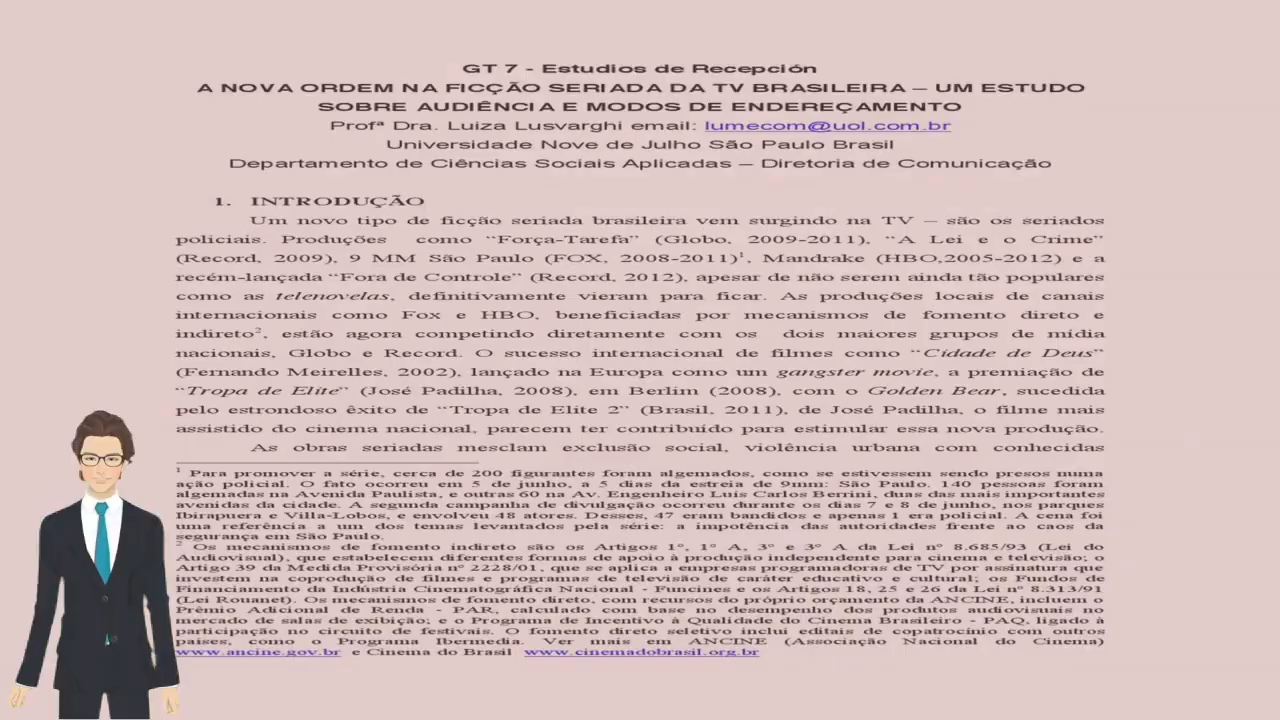 GT 7 - Estudios de Recepción
A NOVA ORDEM NA FICÇÃO SERIADA DA TV BRASILEIRA – UM ESTUDO
SOBRE AUDIÊNCIA E MODOS DE ENDEREÇAMENTO
Profª Dra. Luiza Lusvarghi email: lumecom@uol.com.br
Universidade Nove de Julho São Paulo Brasil
Departamento de Ciências Sociais Aplicadas – Diretoria de Comunicação
1. INTRODUÇÃO
Um novo tipo de ficção seriada brasileira vem surgindo na TV – são os seriados
policiais. Produções como “Força-Tarefa” (Globo, 2009-2011), “A Lei e o Crime”
(Record, 2009), 9 MM São Paulo (FOX, 2008-2011)¹, Mandrake (HBO,2005-2012) e a
recém-lançada “Fora de Controle” (Record, 2012), apesar de não serem ainda tão populares
como as telenovelas, definitivamente vieram para ficar. As produções locais de canais
internacionais como Fox e HBO, beneficiadas por mecanismos de fomento direto e
indireto², estão agora competindo diretamente com os dois maiores grupos de mídia
nacionais, Globo e Record. O sucesso internacional de filmes como “Cidade de Deus”
(Fernando Meirelles, 2002), lançado na Europa como um gangster movie, a premiação de
“Tropa de Elite” (José Padilha, 2008), em Berlim (2008), com o Golden Bear, sucedida
pelo estrondoso êxito de “Tropa de Elite 2” (Brasil, 2011), de José Padilha, o filme mais
assistido do cinema nacional, parecem ter contribuído para estimular essa nova produção.
As obras seriadas mesclam exclusão social, violência urbana com conhecidas
¹ Para promover a série, cerca de 200 figurantes foram algemados, como se estivessem sendo presos numa
ação policial. O fato ocorreu em 5 de junho, a 5 dias da estreia de 9mm: São Paulo. 140 pessoas foram
algemadas na Avenida Paulista, e outras 60 na Av. Engenheiro Luis Carlos Berrini, duas das mais importantes
avenidas da cidade. A segunda campanha de divulgação ocorreu durante os dias 7 e 8 de junho, nos parques
Ibirapuera e Villa-Lobos, e envolveu 48 atores. Desses, 47 eram bandidos e apenas 1 era policial. A cena foi
uma referência a um dos temas levantados pela série: a impotência das autoridades frente ao caos da
segurança em São Paulo.
² Os mecanismos de fomento indireto são os Artigos 1º, 1º A, 3º e 3º A da Lei nº 8.685/93 (Lei do
Audiovisual), que estabelecem diferentes formas de apoio à produção independente para cinema e televisão; o
Artigo 39 da Medida Provisória nº 2228/01, que se aplica a empresas programadoras de TV por assinatura que
investem na coprodução de filmes e programas de televisão de caráter educativo e cultural; os Fundos de
Financiamento da Indústria Cinematográfica Nacional - Funcines e os Artigos 18, 25 e 26 da Lei nº 8.313/91
(Lei Rouanet). Os mecanismos de fomento direto, com recursos do próprio orçamento da ANCINE, incluem o
Prêmio Adicional de Renda - PAR, calculado com base no desempenho dos produtos audiovisuais no
mercado de salas de exibição; e o Programa de Incentivo à Qualidade do Cinema Brasileiro - PAQ, ligado à
participação no circuito de festivais. O fomento direto seletivo inclui editais de copatrocínio com outros
países, como o Programa Ibermedia. Ver mais em ANCINE (Associação Nacional do Cinema)
www.ancine.gov.br e Cinema do Brasil www.cinemadobrasil.org.br